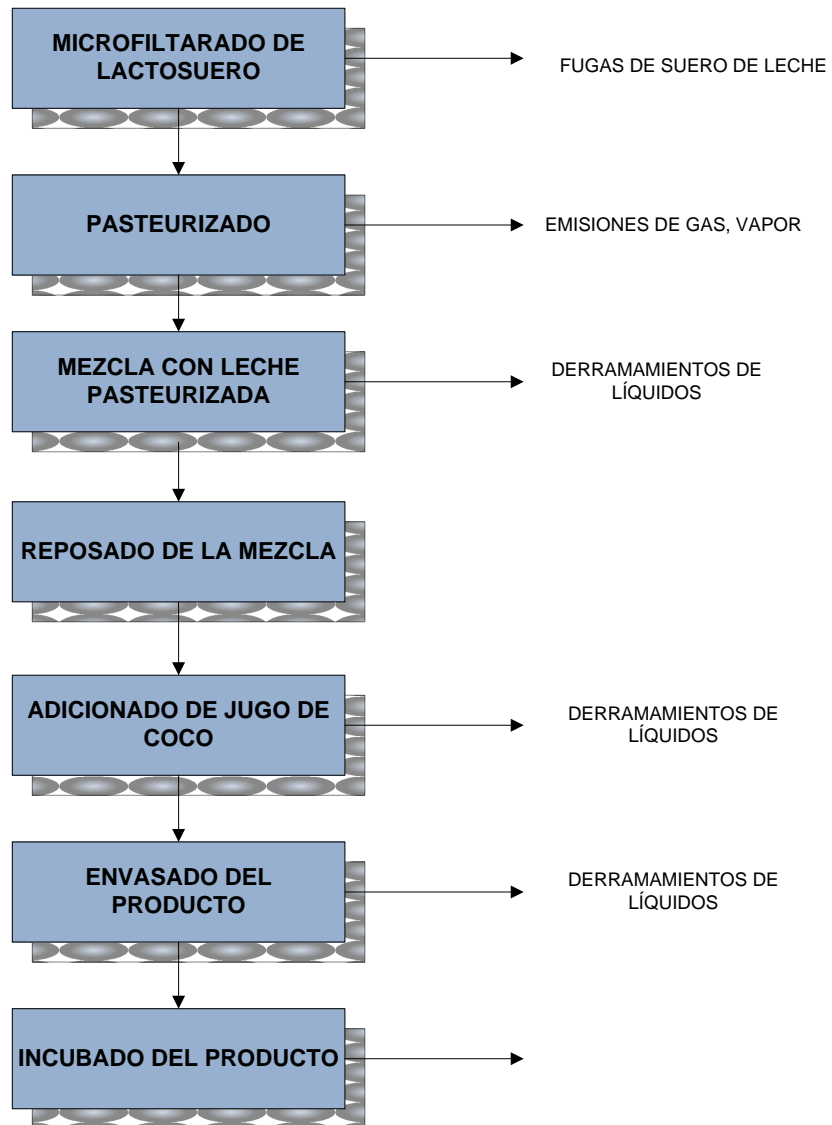 MICROFILTARADO DE
LACTOSUERO
FUGAS DE SUERO DE LECHE
PASTEURIZADO
EMISIONES DE GAS, VAPOR
MEZCLA CON LECHE
PASTEURIZADA
DERRAMAMIENTOS DE
LÍQUIDOS
REPOSADO DE LA MEZCLA
ADICIONADO DE JUGO DE
COCO
DERRAMAMIENTOS DE
LÍQUIDOS
ENVASADO DEL
PRODUCTO
DERRAMAMIENTOS DE
LÍQUIDOS
INCUBADO DEL PRODUCTO